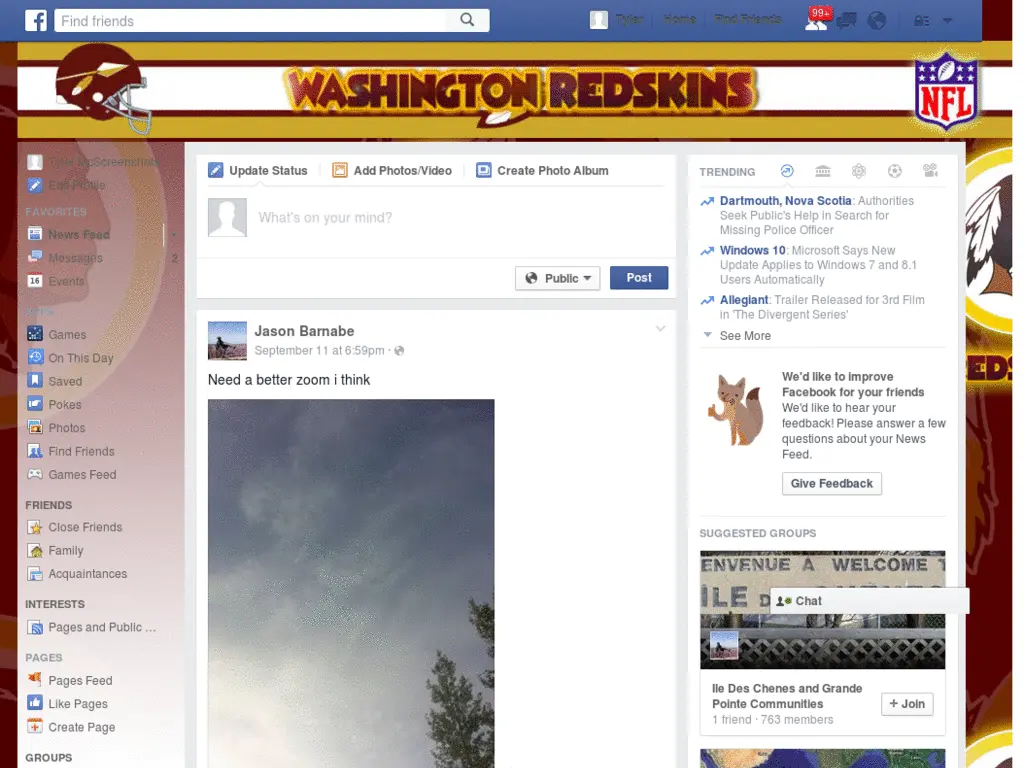 Find friends
Tyler
Home
Find Friends
99+
WASHINGTON REDSKINS
NFL
Tyler McScreenshots
Edit Profile
FAVORITES
News Feed
Messages
2
16
Events
APPS
Games
On This Day
Saved
Pokes
Photos
Find Friends
Games Feed
FRIENDS
Close Friends
Family
Acquaintances
INTERESTS
Pages and Public ...
PAGES
Pages Feed
Like Pages
Create Page
GROUPS
Update Status
Add Photos/Video
Create Photo Album
What's on your mind?
Public
Post
Jason Barnabe
September 11 at 6:59pm ·
Need a better zoom i think
TRENDING
Dartmouth, Nova Scotia: Authorities
Seek Public's Help in Search for
Missing Police Officer
Windows 10: Microsoft Says New
Update Applies to Windows 7 and 8.1
Users Automatically
Allegiant: Trailer Released for 3rd Film
in 'The Divergent Series'
See More
We'd like to improve
Facebook for your friends
We'd like to hear your
feedback! Please answer a few
questions about your News
Feed.
Give Feedback
SUGGESTED GROUPS
ENVENUE A WELCOME T
ILE D
Chat
Ile Des Chenes and Grande
Pointe Communities
1 friend · 763 members
+ Join
EDS